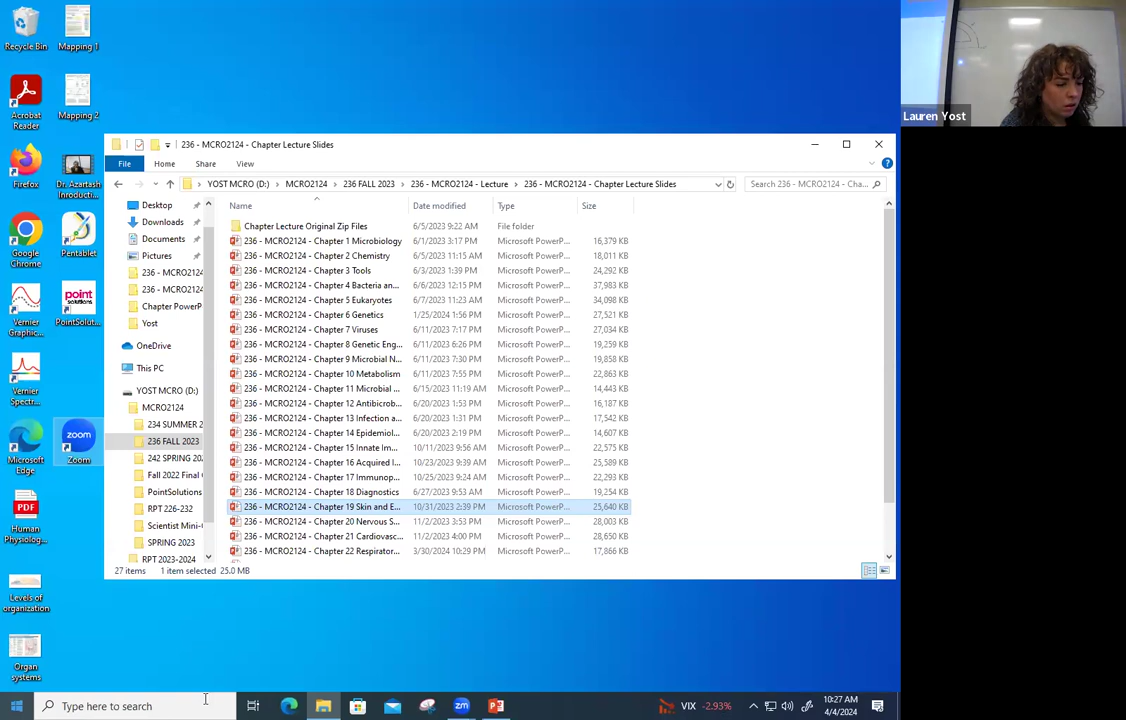 Recycle Bin
Mapping 1
Acrobat Reader
Mapping 2
Firefox
Dr. Azartash Inroducti...
Google Chrome
Pentablet
Vernier Graphic...
point solutions
PointSolut...
Vernier Spectr...
Microsoft Edge
zoom
Zoom
PDF
Human Physiolog...
Levels of organization
Organ systems
236 - MCRO2124 - Chapter Lecture Slides
File Home Share View
YOST MCRO (D:) > MCRO2124 > 236 FALL 2023 > 236 - MCRO2124 - Lecture > 236 - MCRO2124 - Chapter Lecture Slides
Search 236 - MCRO2124 - Cha...
Desktop
Downloads
Documents
Pictures
236 - MCRO2124
236 - MCRO2124
Chapter PowerP
Yost
OneDrive
This PC
YOST MCRO (D:)
MCRO2124
234 SUMMER 2
236 FALL 2023
242 SPRING 202
Fall 2022 Final
PointSolutions
RPT 226-232
Scientist Mini-
SPRING 2023
RPT 2023-2024
Name Date modified Type Size
Chapter Lecture Original Zip Files 6/5/2023 9:22 AM File folder
236 - MCRO2124 - Chapter 1 Microbiology 6/1/2023 3:17 PM Microsoft PowerP... 16,379 KB
236 - MCRO2124 - Chapter 2 Chemistry 6/5/2023 11:15 AM Microsoft PowerP... 18,011 KB
236 - MCRO2124 - Chapter 3 Tools 6/3/2023 1:39 PM Microsoft PowerP... 24,292 KB
236 - MCRO2124 - Chapter 4 Bacteria an... 6/6/2023 12:15 PM Microsoft PowerP... 37,983 KB
236 - MCRO2124 - Chapter 5 Eukaryotes 6/7/2023 11:23 AM Microsoft PowerP... 34,098 KB
236 - MCRO2124 - Chapter 6 Genetics 1/25/2024 1:56 PM Microsoft PowerP... 27,521 KB
236 - MCRO2124 - Chapter 7 Viruses 6/11/2023 7:17 PM Microsoft PowerP... 27,034 KB
236 - MCRO2124 - Chapter 8 Genetic Eng... 6/11/2023 6:26 PM Microsoft PowerP... 19,259 KB
236 - MCRO2124 - Chapter 9 Microbial N... 6/11/2023 7:30 PM Microsoft PowerP... 19,858 KB
236 - MCRO2124 - Chapter 10 Metabolism 6/11/2023 7:55 PM Microsoft PowerP... 22,863 KB
236 - MCRO2124 - Chapter 11 Microbial ... 6/15/2023 11:19 AM Microsoft PowerP... 14,443 KB
236 - MCRO2124 - Chapter 12 Antibicrob... 6/20/2023 1:53 PM Microsoft PowerP... 16,187 KB
236 - MCRO2124 - Chapter 13 Infection a... 6/20/2023 1:31 PM Microsoft PowerP... 17,542 KB
236 - MCRO2124 - Chapter 14 Epidemiol... 6/20/2023 2:19 PM Microsoft PowerP... 14,607 KB
236 - MCRO2124 - Chapter 15 Innate Im... 10/11/2023 9:56 AM Microsoft PowerP... 22,575 KB
236 - MCRO2124 - Chapter 16 Acquired I... 10/23/2023 9:39 AM Microsoft PowerP... 25,589 KB
236 - MCRO2124 - Chapter 17 Immunop... 10/25/2023 9:24 AM Microsoft PowerP... 22,293 KB
236 - MCRO2124 - Chapter 18 Diagnostics 6/27/2023 9:53 AM Microsoft PowerP... 19,254 KB
236 - MCRO2124 - Chapter 19 Skin and E... 10/31/2023 2:39 PM Microsoft PowerP... 25,640 KB
236 - MCRO2124 - Chapter 20 Nervous S... 11/2/2023 3:53 PM Microsoft PowerP... 28,003 KB
236 - MCRO2124 - Chapter 21 Cardiovasc... 11/2/2023 4:00 PM Microsoft PowerP... 28,650 KB
236 - MCRO2124 - Chapter 22 Respirator... 3/30/2024 10:29 PM Microsoft PowerP... 17,866 KB
27 items 1 item selected 25.0 MB
Lauren Yost
Type here to search
zm
VIX -2.93%
10:27 AM
4/4/2024